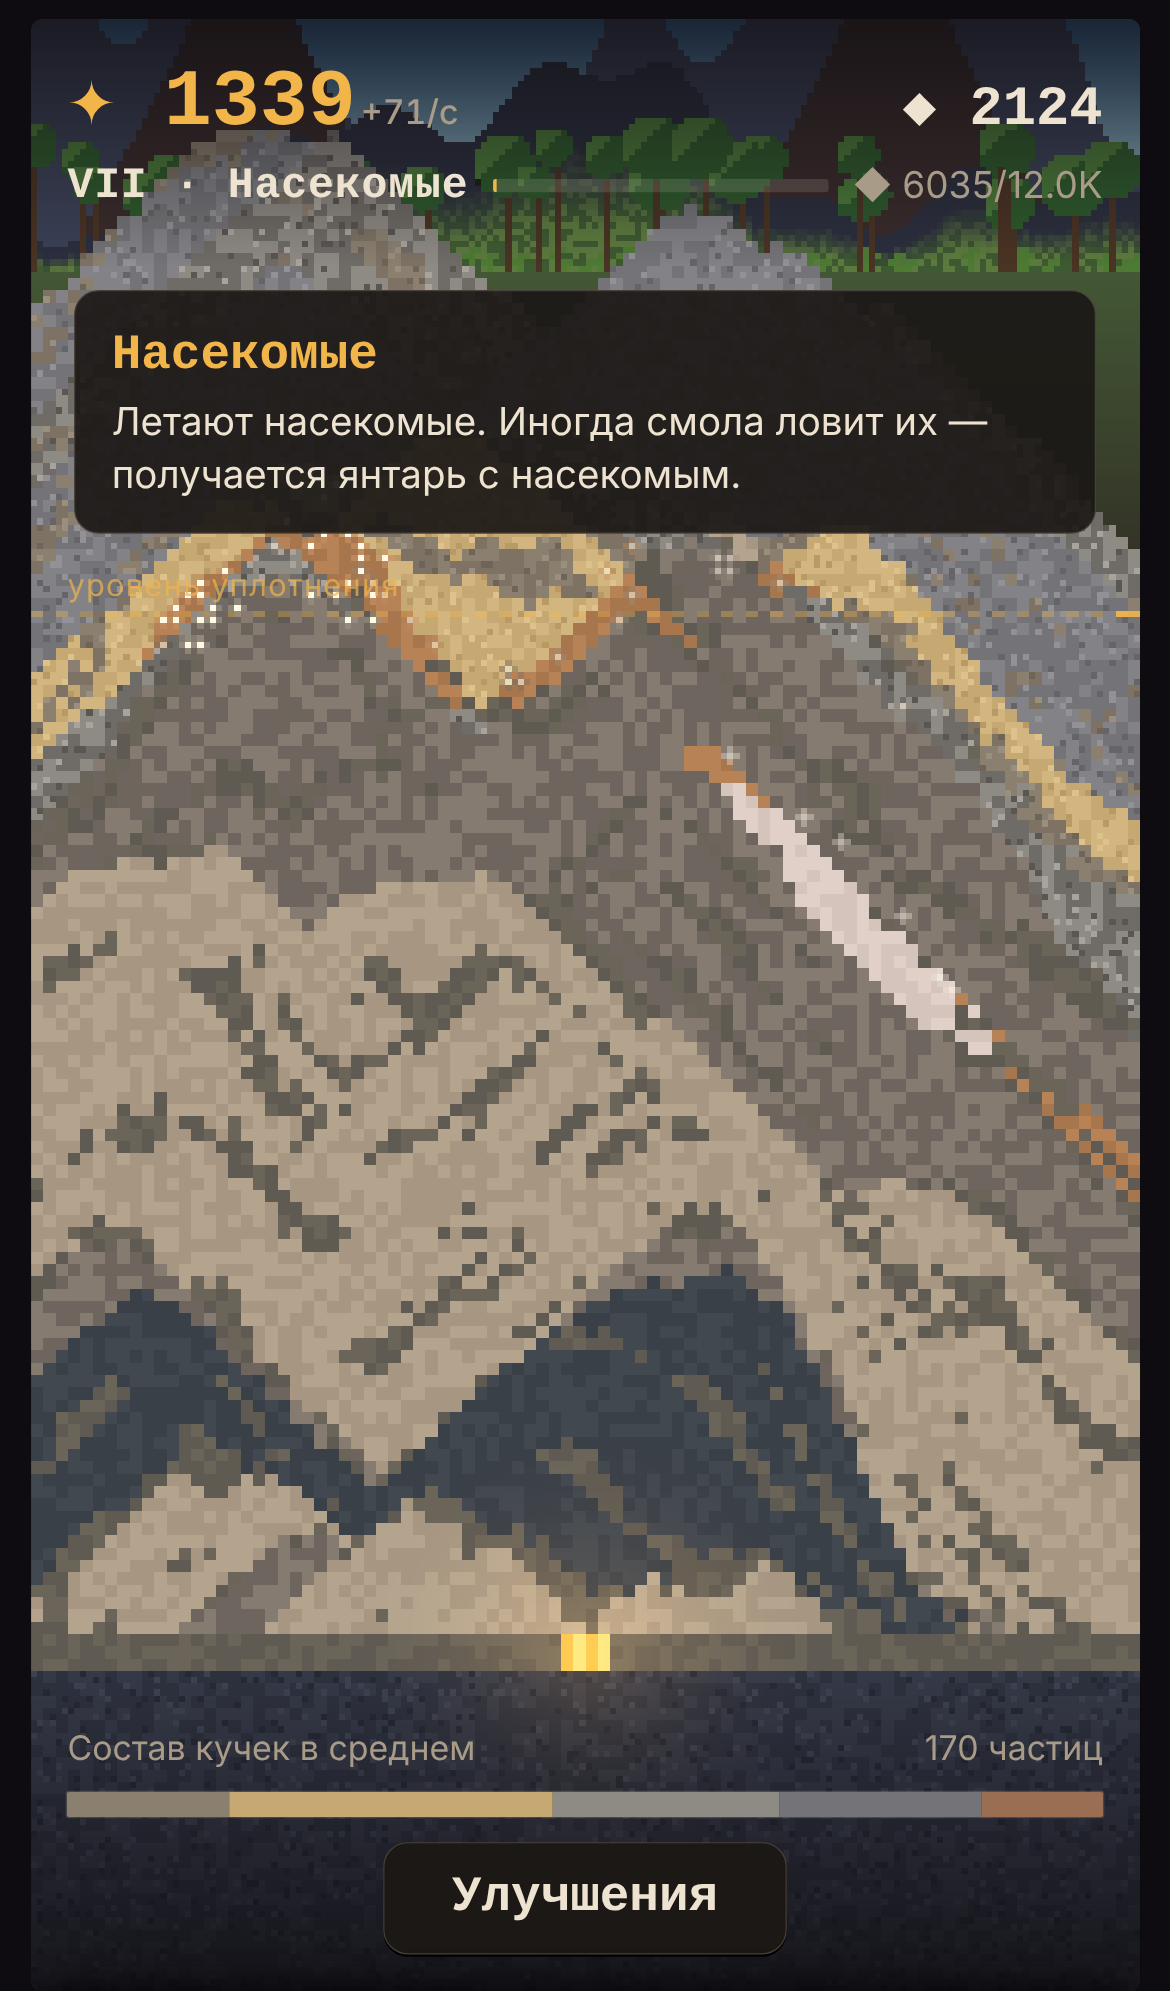 ✦ 1339 +71/с ◆ 2124
VII · Насекомые ◆ 6035/12.0K
Насекомые
Летают насекомые. Иногда смола ловит их —
получается янтарь с насекомым.
уровень уплотнения
Состав кучек в среднем 170 частиц
Улучшения